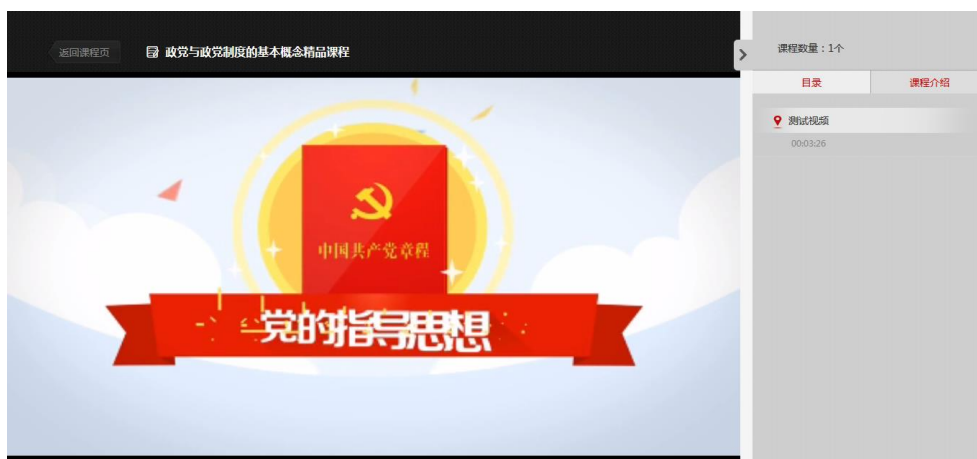 返回课程页
政党与政党制度的基本概念精品课程
课程数量：1个
目录
课程介绍
测试视频
00:03:26
中国共产党章程
党的指导思想